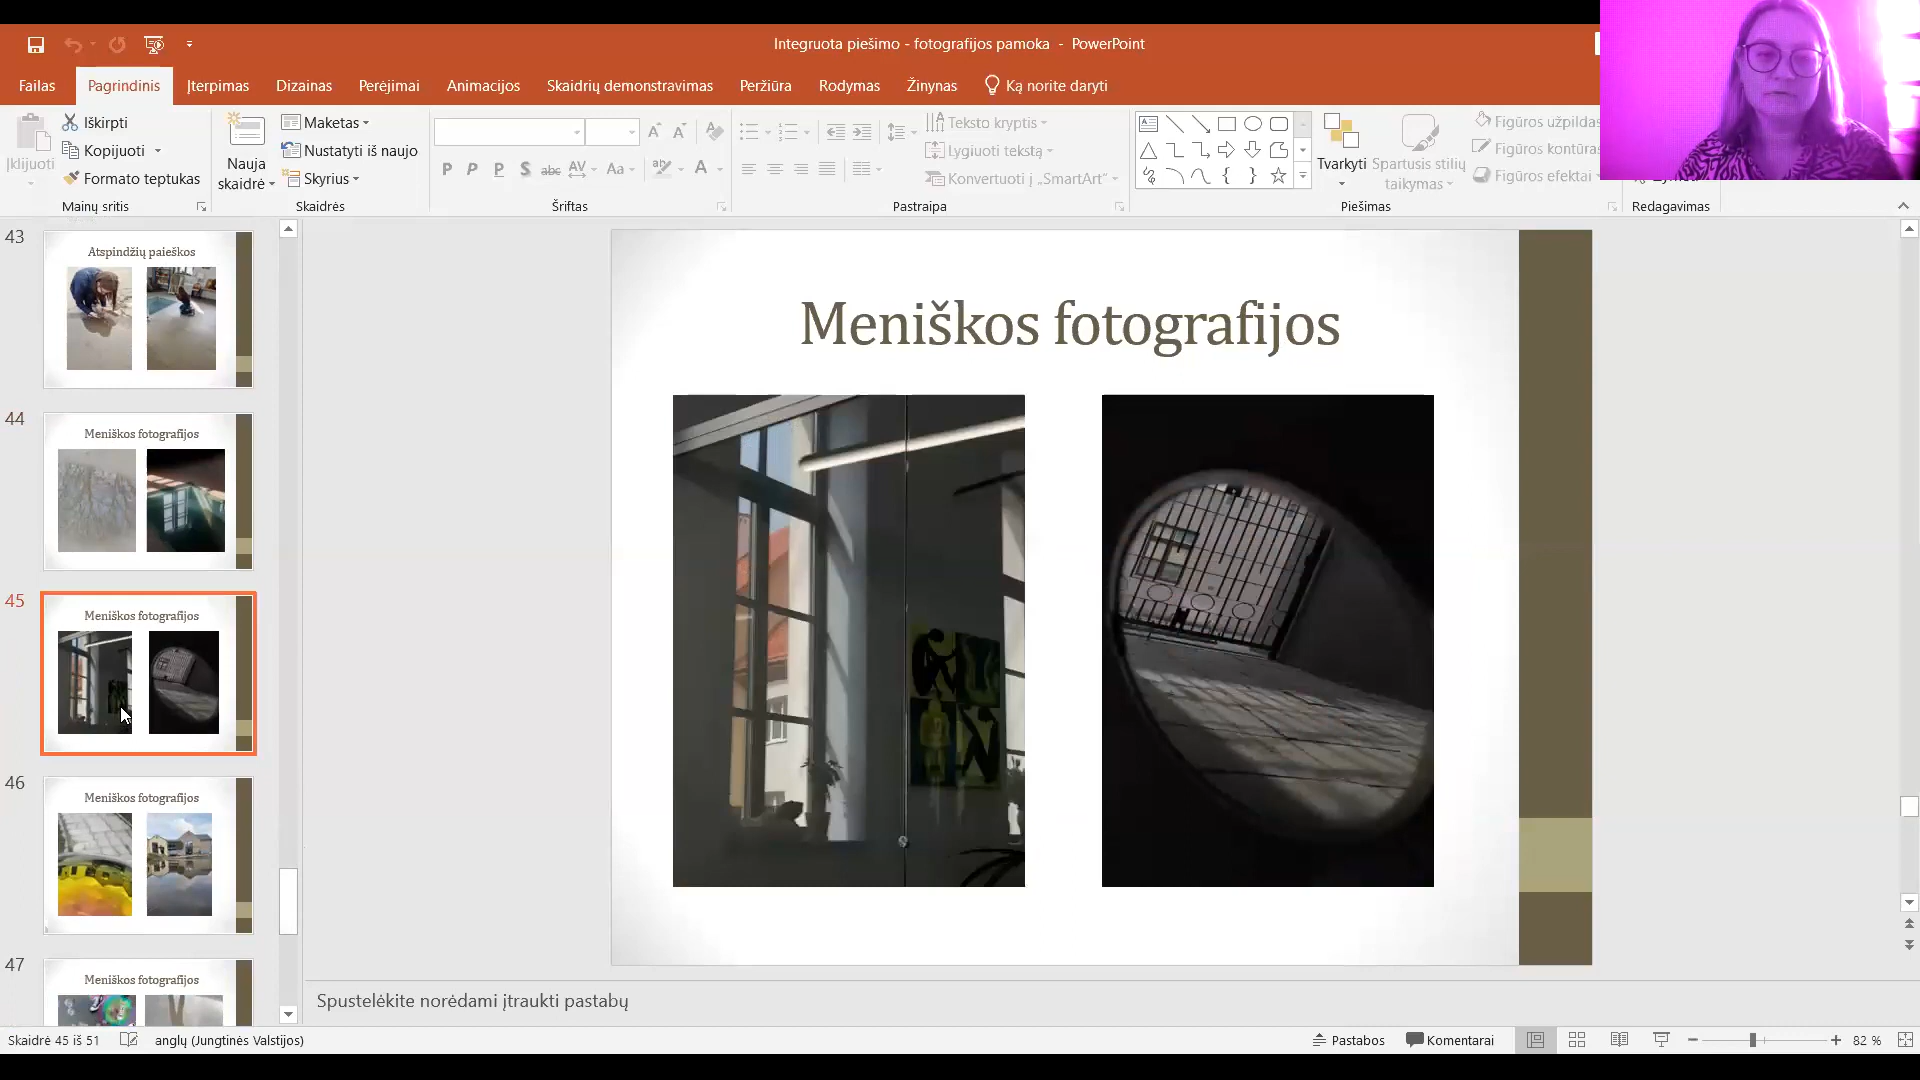 Integruota piešimo - fotografijos pamoka - PowerPoint
Failas Pagrindinis Įterpimas Dizainas Perėjimai Animacijos Skaidrių demonstravimas Peržiūra Rodymas Žinynas Ką norite daryti
Įklijuoti
Iškirpti
Kopijuoti
Formato teptukas
Mainų sritis
Nauja skaidrė
Maketas
Nustatyti iš naujo
Skyrius
Skaidrės
P P P S abc AV Aa A
Šriftas
Teksto kryptis
Lygiuoti tekstą
Konvertuoti į „SmartArt“
Pastraipa
Tvarkyti
Spartusis stilių taikymas
Figūros užpildas
Figūros kontūras
Figūros efektai
Piešimas
Redagavimas
43
Atspindžių paieškos
44
Meniškos fotografijos
45
Meniškos fotografijos
46
Meniškos fotografijos
47
Meniškos fotografijos
Meniškos fotografijos
Spustelėkite norėdami įtraukti pastabų
Skaidrė 45 iš 51 anglų (Jungtinės Valstijos) Pastabos Komentarai 82 %